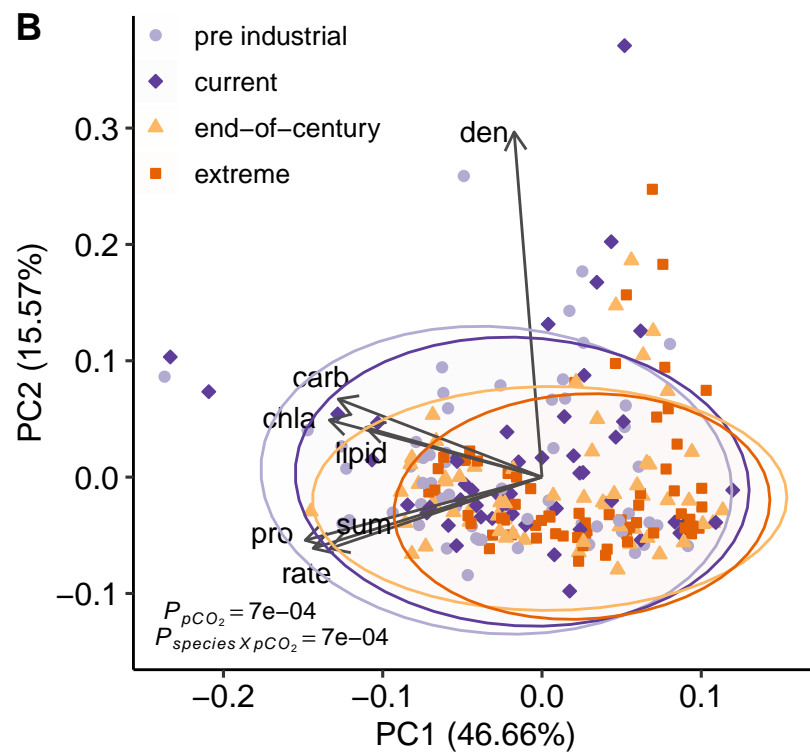 B
pre industrial
current
end−of−century
extreme
den
carb
chla
lipid
pro
sum
rate
P pCO2 = 7e−04
P species X pCO2 = 7e−04
0.3
0.2
0.1
0.0
−0.1
PC2 (15.57%)
−0.2 −0.1 0.0 0.1
PC1 (46.66%)